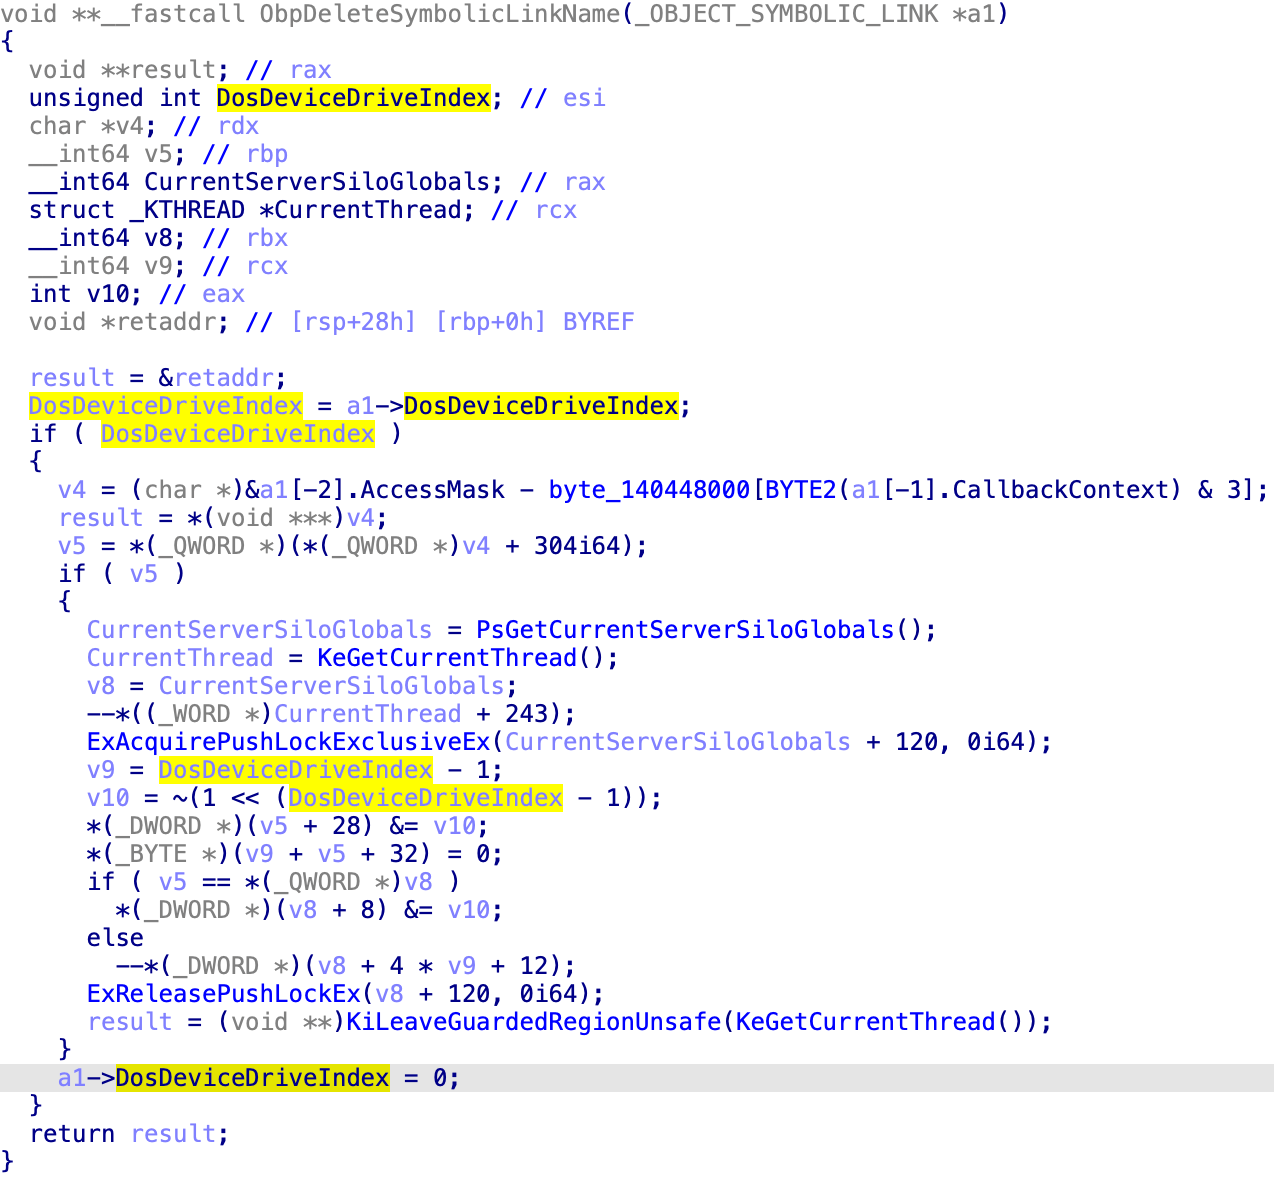 void **__fastcall ObpDeleteSymbolicLinkName(_OBJECT_SYMBOLIC_LINK *a1)
{
  void **result; // rax
  unsigned int DosDeviceDriveIndex; // esi
  char *v4; // rdx
  __int64 v5; // rbp
  __int64 CurrentServerSiloGlobals; // rax
  struct _KTHREAD *CurrentThread; // rcx
  __int64 v8; // rbx
  __int64 v9; // rcx
  int v10; // eax
  void *retaddr; // [rsp+28h] [rbp+0h] BYREF

  result = &retaddr;
  DosDeviceDriveIndex = a1->DosDeviceDriveIndex;
  if ( DosDeviceDriveIndex )
  {
    v4 = (char *)&a1[-2].AccessMask - byte_140448000[BYTE2(a1[-1].CallbackContext) & 3];
    result = *(void ***)v4;
    v5 = *(_QWORD *)(*(_QWORD *)v4 + 304i64);
    if ( v5 )
    {
      CurrentServerSiloGlobals = PsGetCurrentServerSiloGlobals();
      CurrentThread = KeGetCurrentThread();
      v8 = CurrentServerSiloGlobals;
      --*((_WORD *)CurrentThread + 243);
      ExAcquirePushLockExclusiveEx(CurrentServerSiloGlobals + 120, 0i64);
      v9 = DosDeviceDriveIndex - 1;
      v10 = ~(1 << (DosDeviceDriveIndex - 1));
      *(_DWORD *)(v5 + 28) &= v10;
      *(_BYTE *)(v9 + v5 + 32) = 0;
      if ( v5 == *(_QWORD *)v8 )
        *(_DWORD *)(v8 + 8) &= v10;
      else
        --*(_DWORD *)(v8 + 4 * v9 + 12);
      ExReleasePushLockEx(v8 + 120, 0i64);
      result = (void **)KiLeaveGuardedRegionUnsafe(KeGetCurrentThread());
    }
    a1->DosDeviceDriveIndex = 0;
  }
  return result;
}